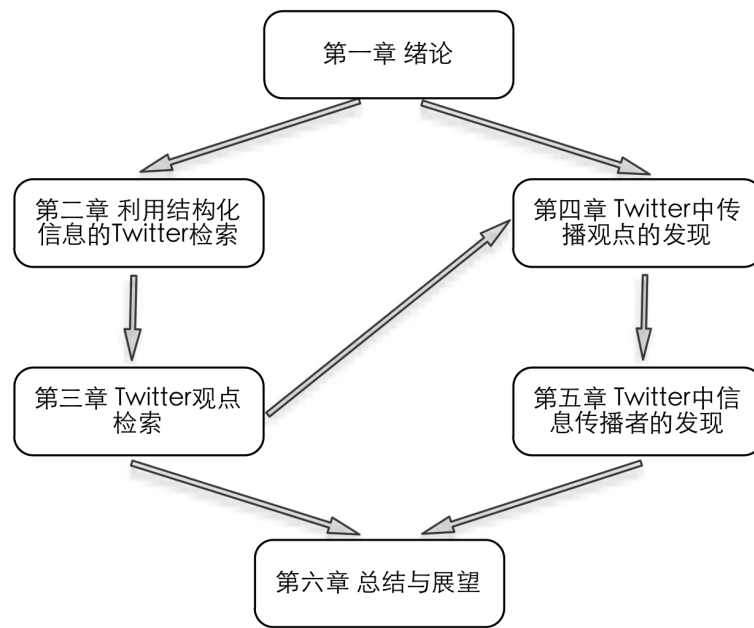 第一章 绪论
第二章 利用结构化
信息的Twitter检索
第四章 Twitter中传
播观点的发现
第三章 Twitter观点
检索
第五章 Twitter中信
息传播者的发现
第六章 总结与展望